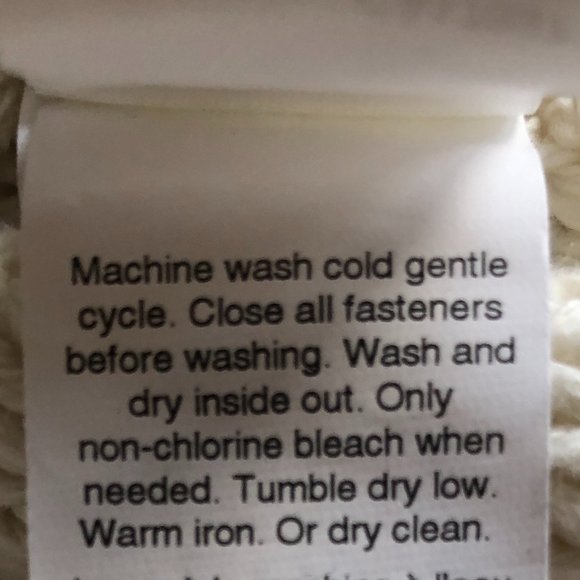 Machine wash cold gentle
cycle. Close all fasteners
before washing. Wash and
dry inside out. Only
non-chlorine bleach when
needed. Tumble dry low.
Warm iron. Or dry clean.